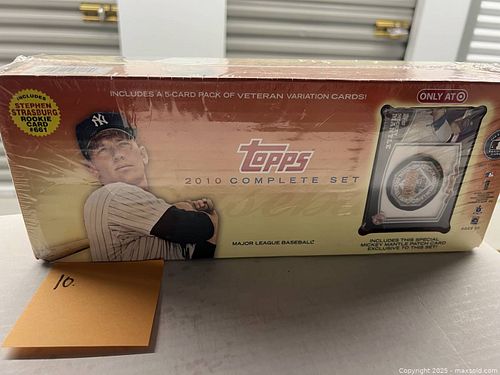 INCLUDES A 5-CARD PACK OF VETERAN VARIATION CARDS!
ONLY AT
INCLUDES
STEPHEN
STRASBURG
ROOKIE
CARD
#661
NY
Topps
2010 COMPLETE SET
MAJOR LEAGUE BASEBALL
INCLUDES THIS SPECIAL
MICKEY MANTLE PATCH CARD
EXCLUSIVE TO THIS SET!
10.
Copyright 2025 - maxsold.com